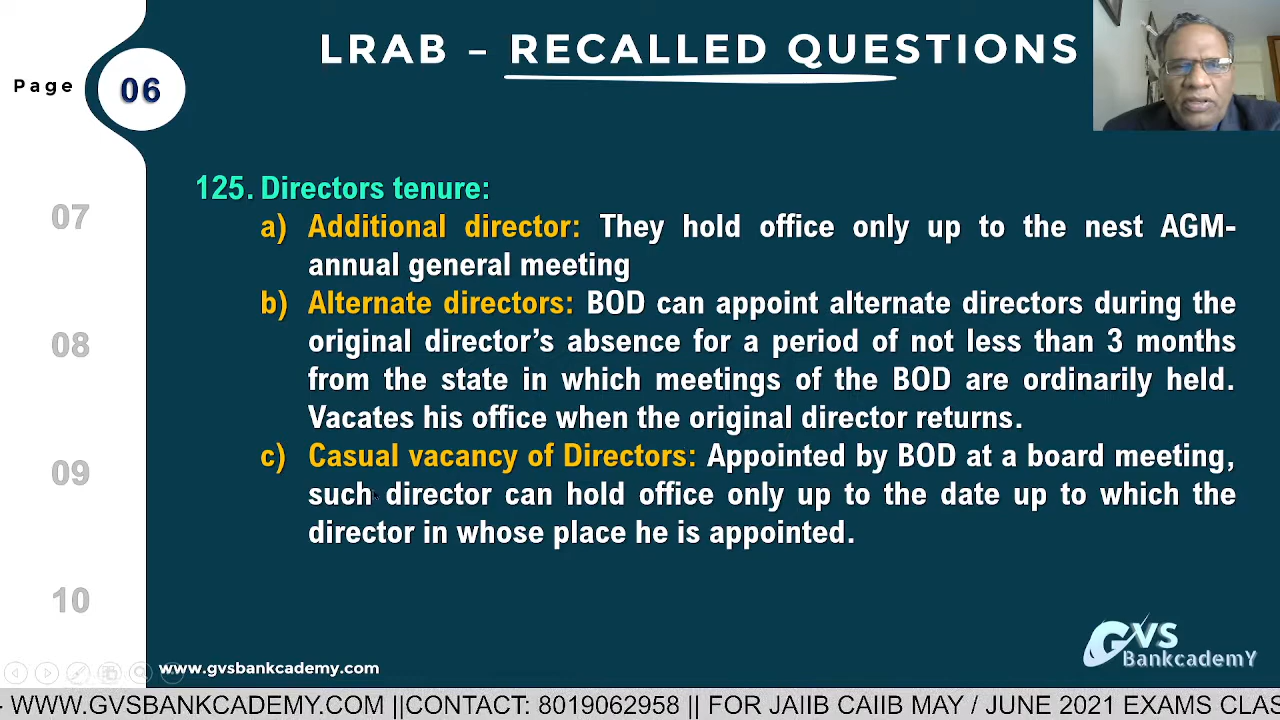 LRAB – RECALLED QUESTIONS
Page 06
125. Directors tenure:
a) Additional director: They hold office only up to the nest AGM-
annual general meeting
b) Alternate directors: BOD can appoint alternate directors during the
original director’s absence for a period of not less than 3 months
from the state in which meetings of the BOD are ordinarily held.
Vacates his office when the original director returns.
c) Casual vacancy of Directors: Appointed by BOD at a board meeting,
such director can hold office only up to the date up to which the
director in whose place he is appointed.
07
08
09
10
GVS
BankcademY
www.gvsbankcademy.com
- WWW.GVSBANKCADEMY.COM ||CONTACT: 8019062958 || FOR JAIIB CAIIB MAY / JUNE 2021 EXAMS CLAS